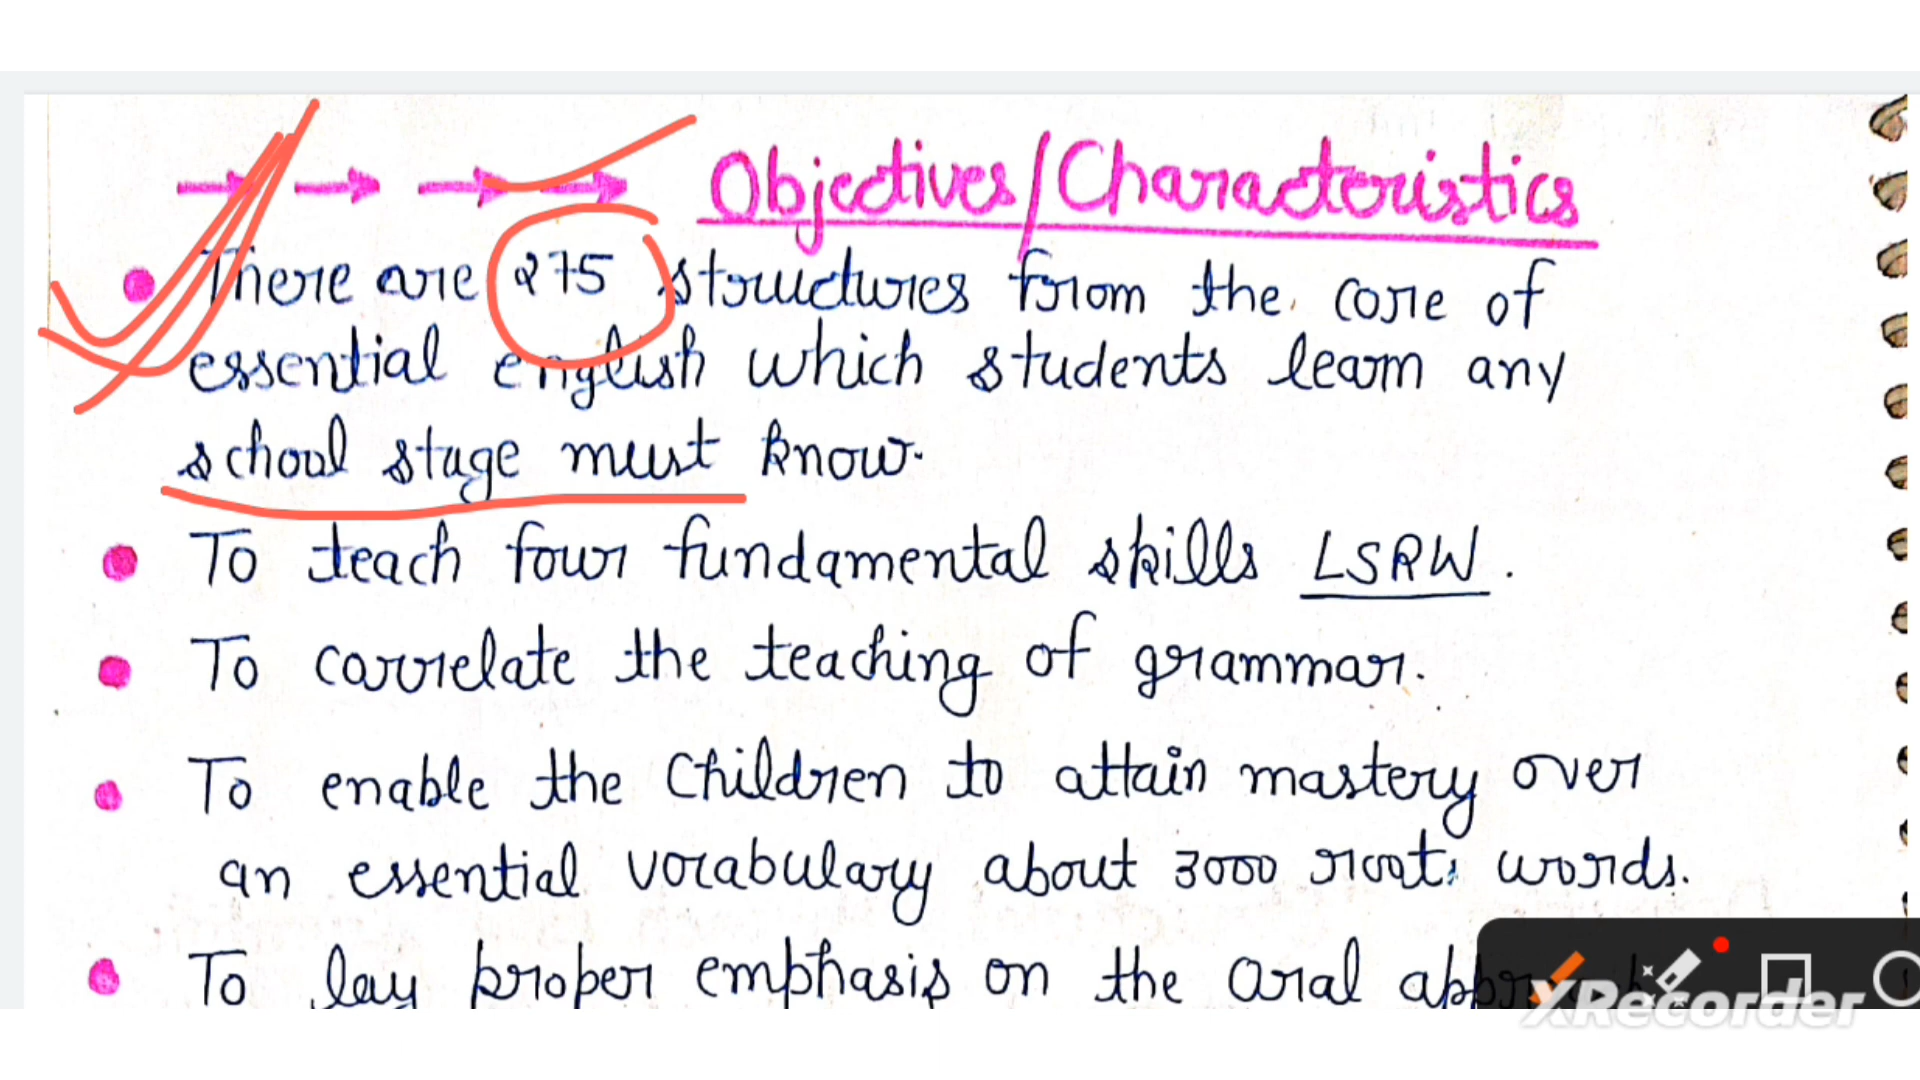 Objectives/Characteristics
There are 275 structures from the core of
essential english which students learn any
school stage must know.
To teach four fundamental skills LSRW.
To correlate the teaching of grammar.
To enable the Children to attain mastery over
an essential vocabulary about 3000 root words.
To lay proper emphasis on the oral
XRecorder